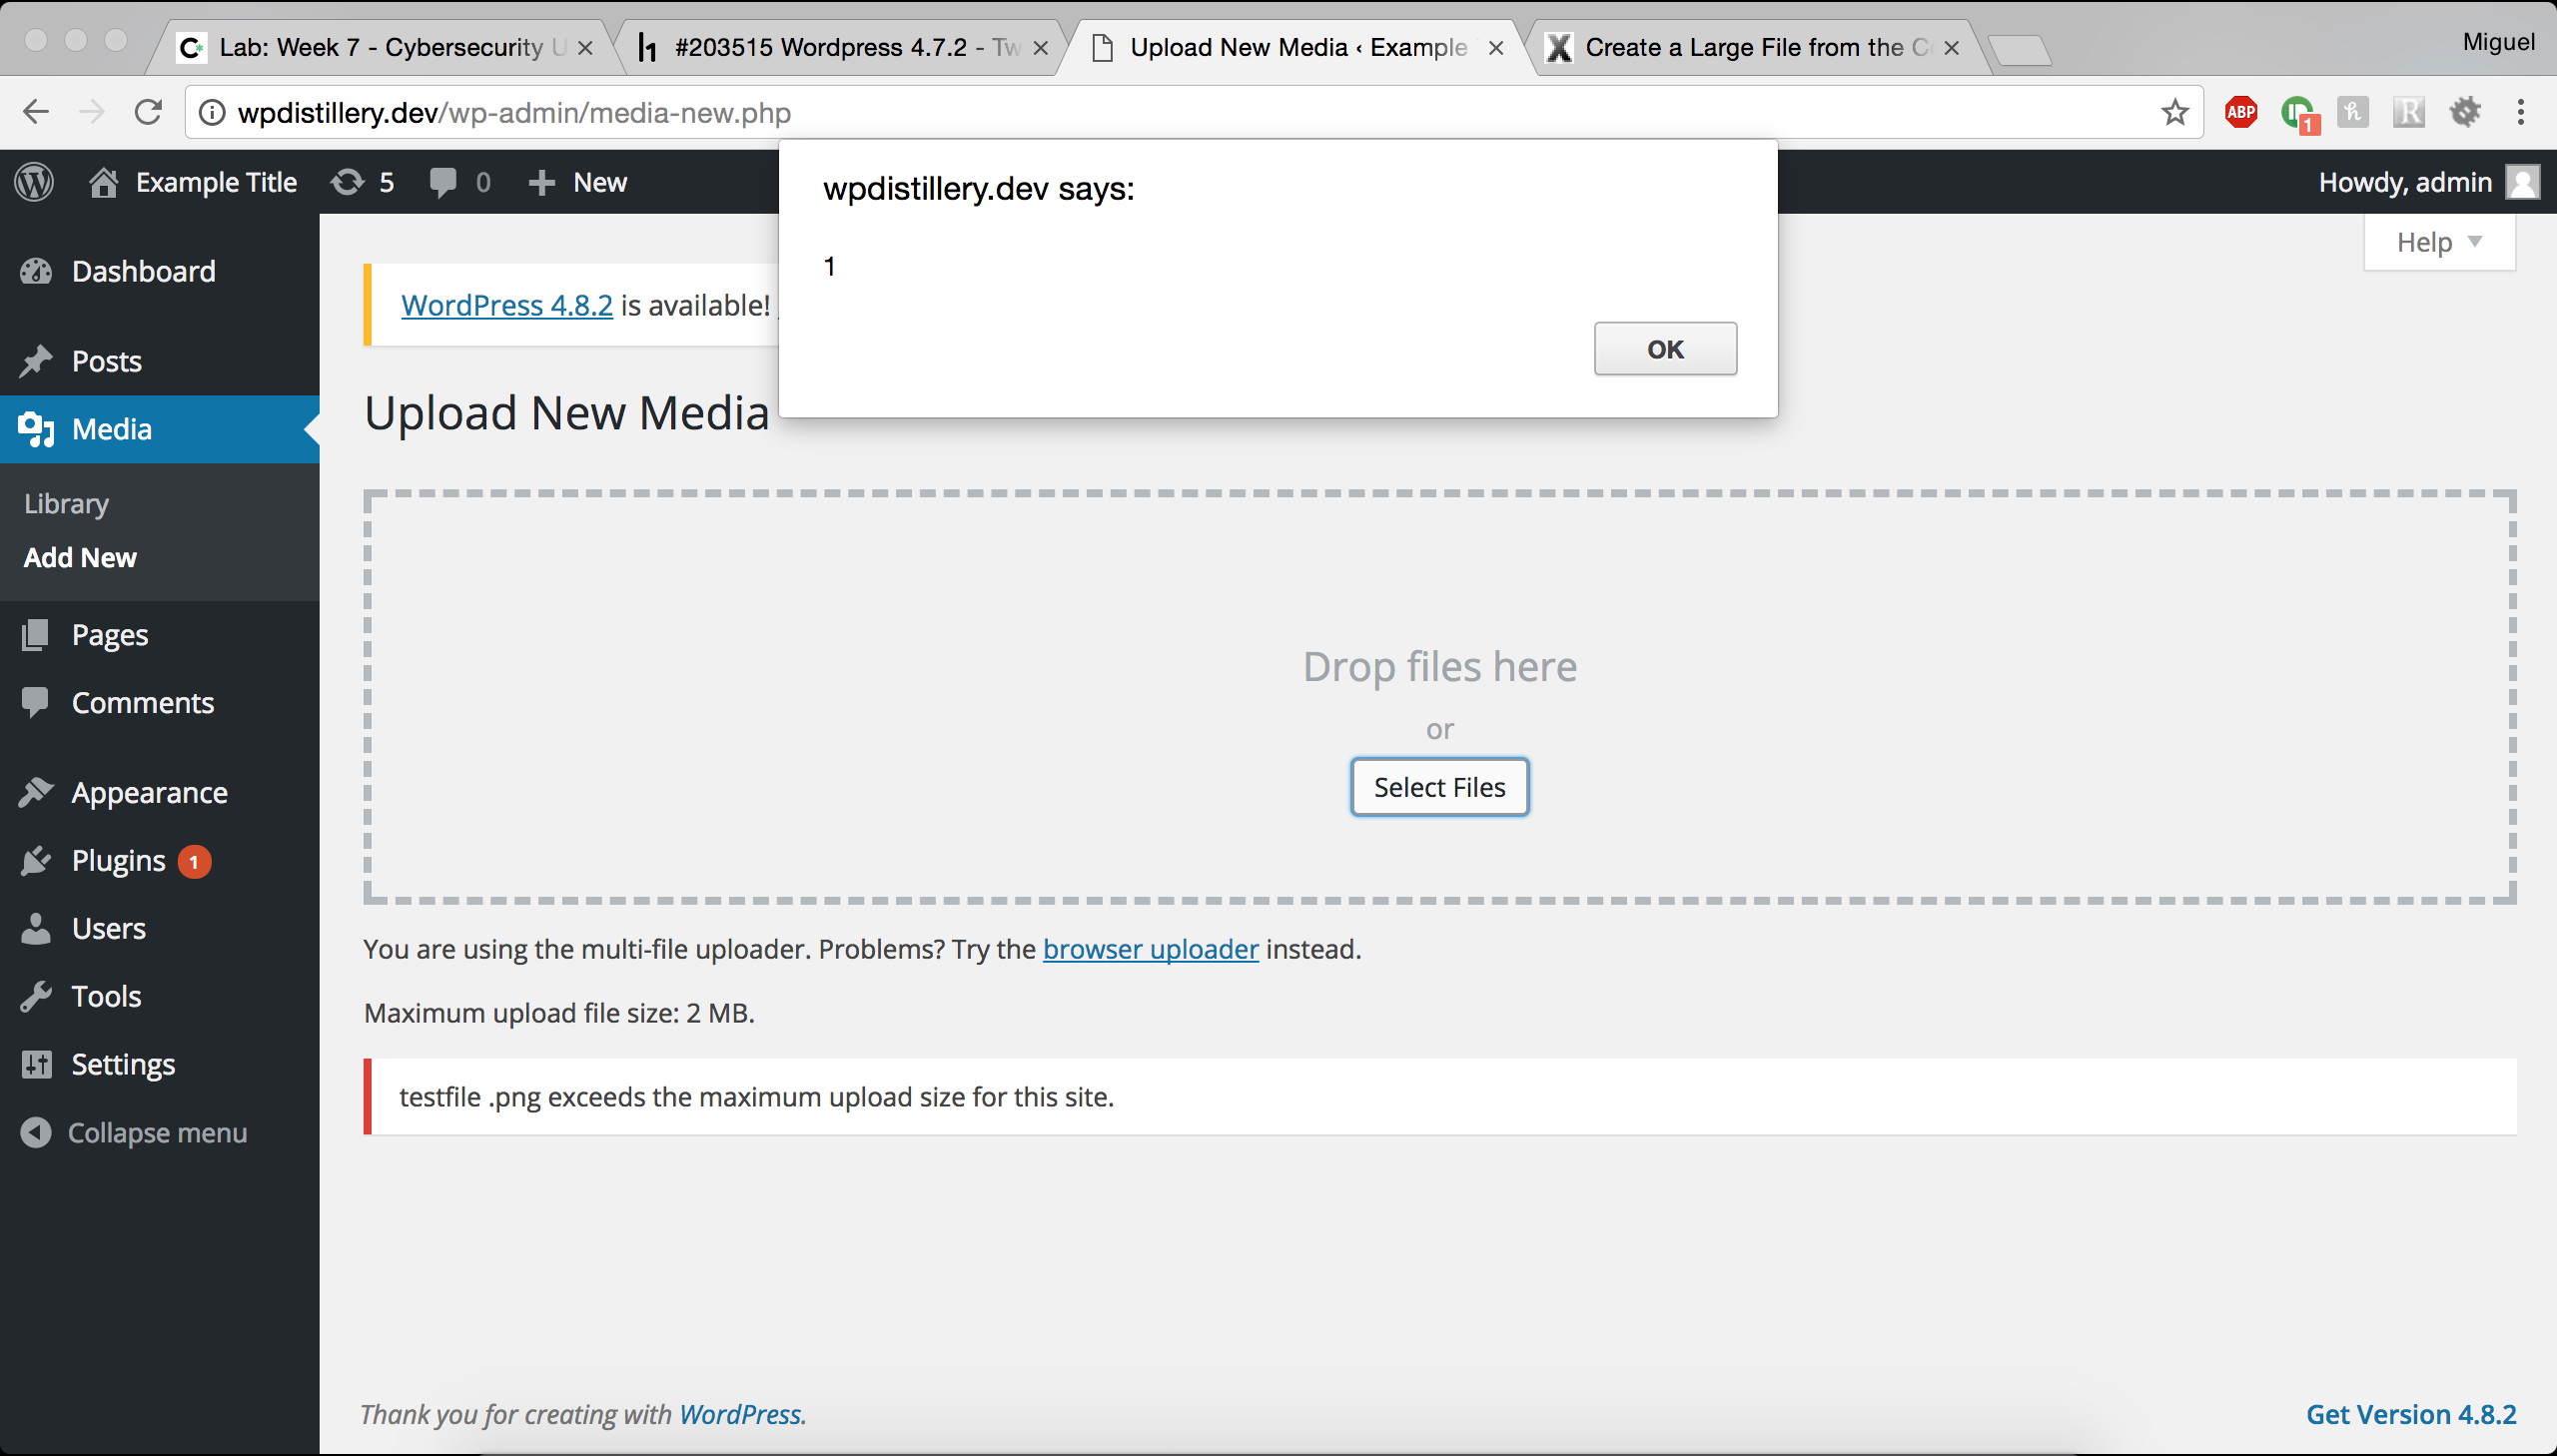 Lab: Week 7 - Cybersecurity U
#203515 Wordpress 4.7.2 - Tw
Upload New Media ‹ Example
Create a Large File from the Co
Miguel
wpdistillery.dev/wp-admin/media-new.php
ABP
1
Example Title
5
0
New
Howdy, admin
wpdistillery.dev says:
1
OK
Help
Dashboard
Posts
Media
Library
Add New
Pages
Comments
Appearance
Plugins 1
Users
Tools
Settings
Collapse menu
WordPress 4.8.2 is available!
Upload New Media
Drop files here
or
Select Files
You are using the multi-file uploader. Problems? Try the browser uploader instead.
Maximum upload file size: 2 MB.
testfile .png exceeds the maximum upload size for this site.
Thank you for creating with WordPress.
Get Version 4.8.2